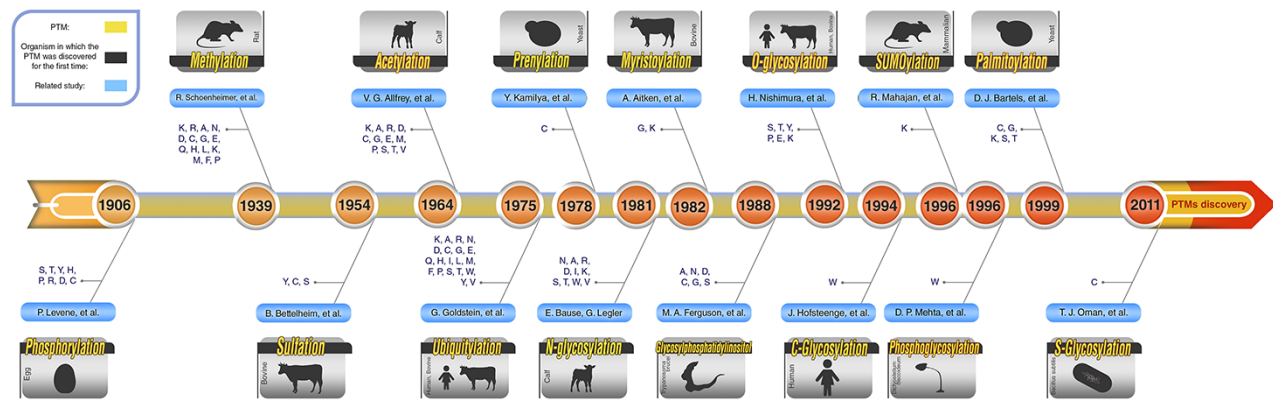 PTM:
Organism in which the
PTM was discovered
for the first time:
Related study:
Rat
Methylation
R. Schoenheimer, et al.
K, R, A, N,
D, C, G, E,
Q, H, L, K,
M, F, P
Calf
Acetylation
V. G. Allfrey, et al.
K, A, R, D,
C, G, E, M,
P, S, T, V
Yeast
Prenylation
Y. Kamilya, et al.
C
Bovine
Myristoylation
A. Aitken, et al.
G, K
Human, Bovine
O-glycosylation
H. Nishimura, et al.
S, T, Y,
P, E, K
Mammalian
SUMOylation
R. Mahajan, et al.
K
Yeast
Palmitoylation
D. J. Bartels, et al.
C, G,
K, S, T
1906
1939
1954
1964
1975
1978
1981
1982
1988
1992
1994
1996
1996
1999
2011
PTMs discovery
S, T, Y, H,
P, R, D, C
P. Levene, et al.
Phosphorylation
Egg
Y, C, S
B. Bettelheim, et al.
Sulfation
Bovine
K, A, R, N,
D, C, G, E,
Q, H, I, L, M,
F, P, S, T, W,
Y, V
G. Goldstein, et al.
Ubiquitylation
Human, Bovine
N, A, R,
D, I, K,
S, T, W, V
E. Bause, G. Legler
N-glycosylation
Calf
A, N, D,
C, G, S
M. A. Ferguson, et al.
Glycosylphosphatidylinositol
Trypanosoma
brucei
W
J. Hofsteenge, et al.
C-Glycosylation
Human
W
D. P. Mehta, et al.
Phosphoglycosylation
C
T. J. Oman, et al.
S-Glycosylation
Bacillus subtilis